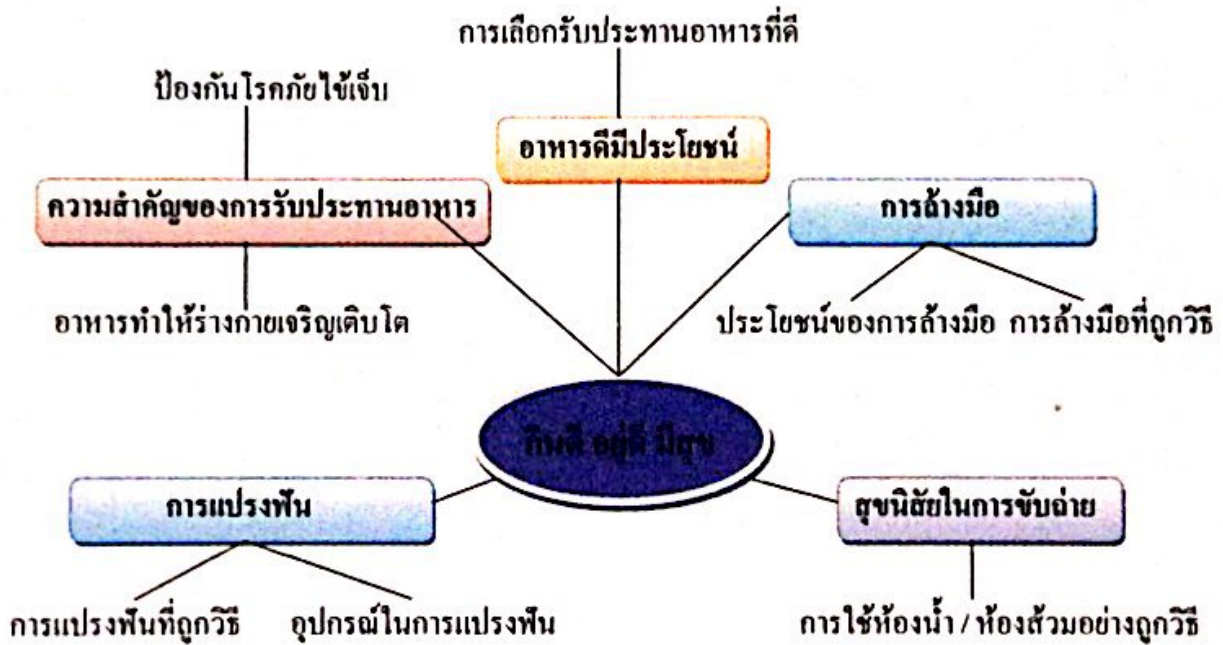 การเลือกรับประทานอาหารที่ดี
ป้องกันโรคภัยไข้เจ็บ
อาหารดีมีประโยชน์
ความสำคัญของการรับประทานอาหาร
การล้างมือ
อาหารทำให้ร่างกายเจริญเติบโต
ประโยชน์ของการล้างมือ การล้างมือที่ถูกวิธี
กินดี อยู่ดี มีสุข
การแปรงฟัน
สุขนิสัยในการขับถ่าย
การแปรงฟันที่ถูกวิธี
อุปกรณ์ในการแปรงฟัน
การใช้ห้องน้ำ / ห้องส้วมอย่างถูกวิธี